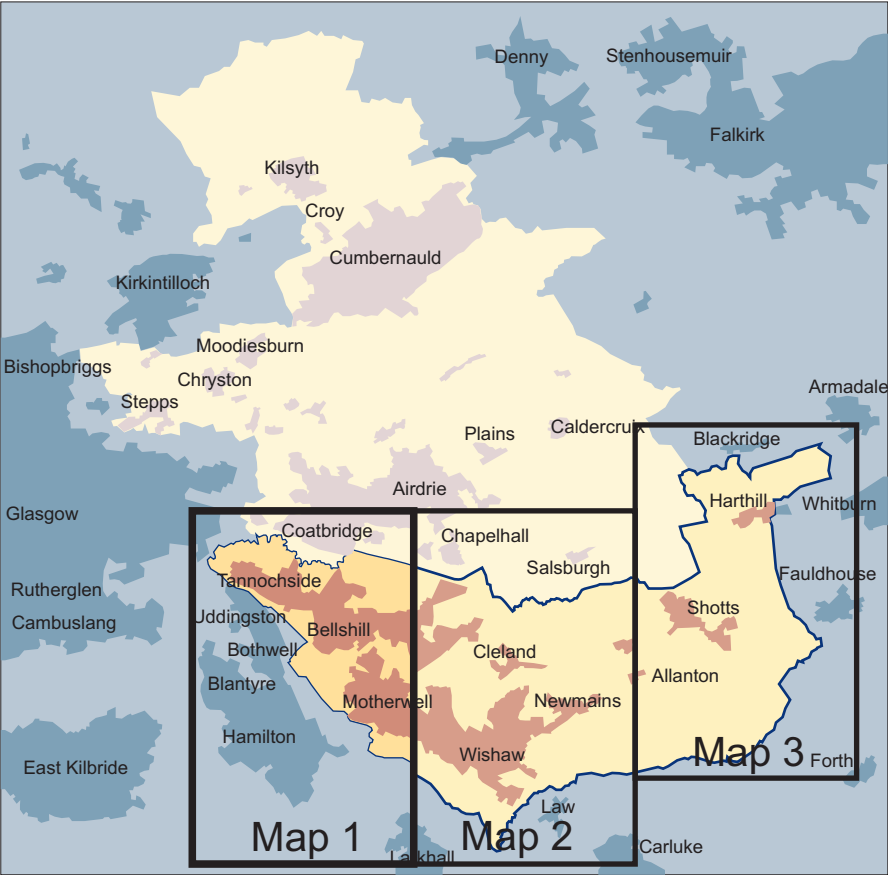 Denny
Stenhousemuir
Falkirk
Kilsyth
Croy
Cumbernauld
Kirkintilloch
Moodiesburn
Bishopbriggs
Chryston
Stepps
Armadale
Plains
Caldercruix
Blackridge
Airdrie
Harthill
Whitburn
Glasgow
Coatbridge
Chapelhall
Salsburgh
Tannochside
Fauldhouse
Rutherglen
Uddingston
Shotts
Cambuslang
Bellshill
Bothwell
Cleland
Blantyre
Allanton
Motherwell
Newmains
Hamilton
Wishaw
Map 3
Forth
East Kilbride
Law
Map 1
Map 2
Carluke
Larkhall